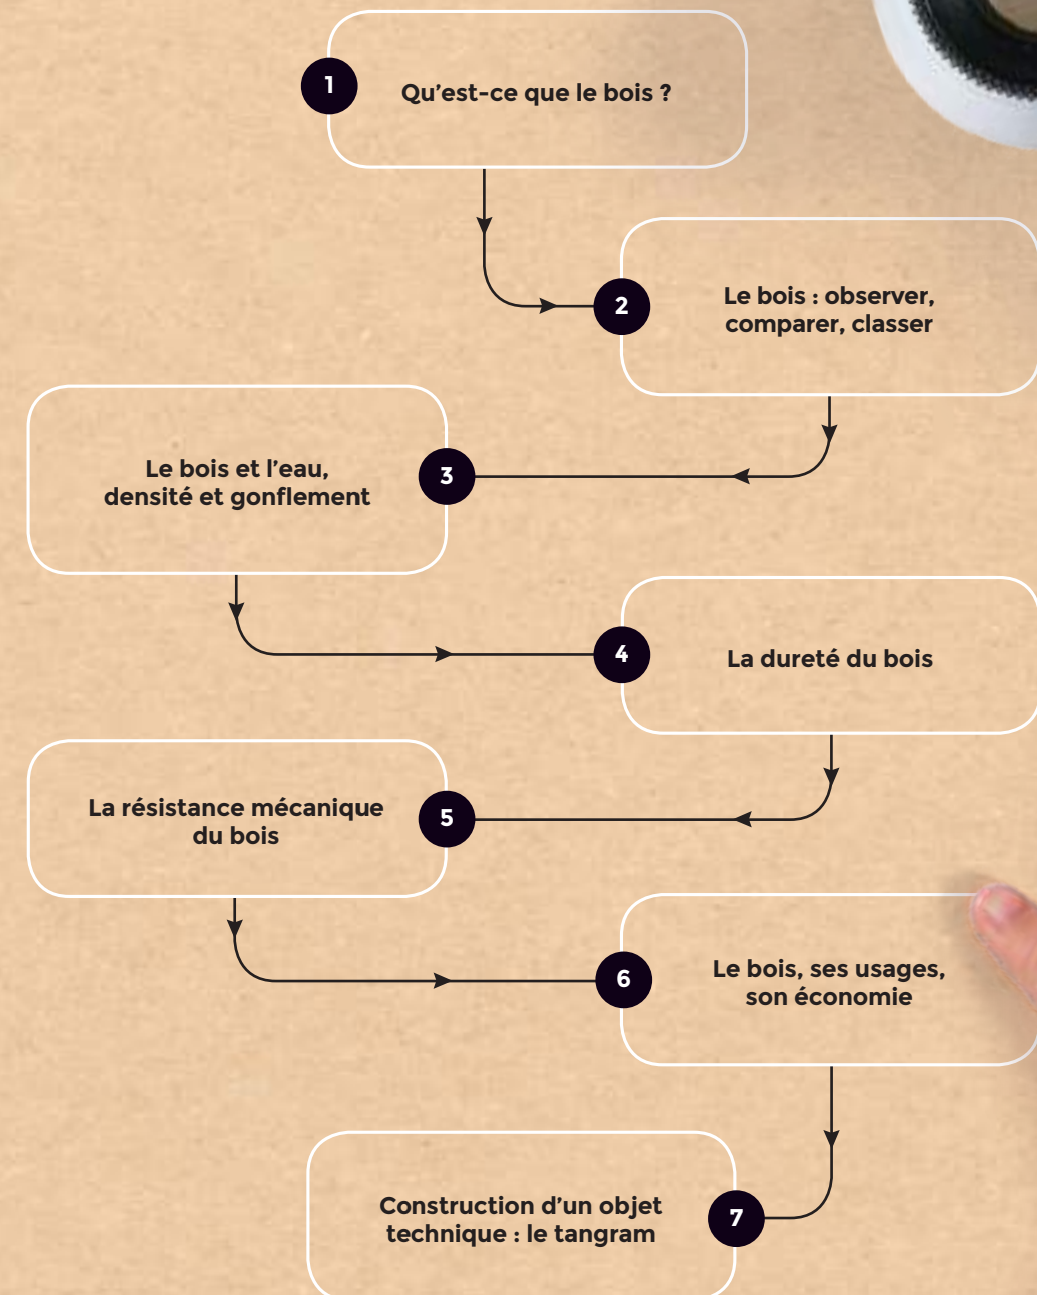 1
Qu'est-ce que le bois ?
2
Le bois : observer,
comparer, classer
3
Le bois et l'eau,
densité et gonflement
4
La dureté du bois
5
La résistance mécanique
du bois
6
Le bois, ses usages,
son économie
7
Construction d'un objet
technique : le tangram